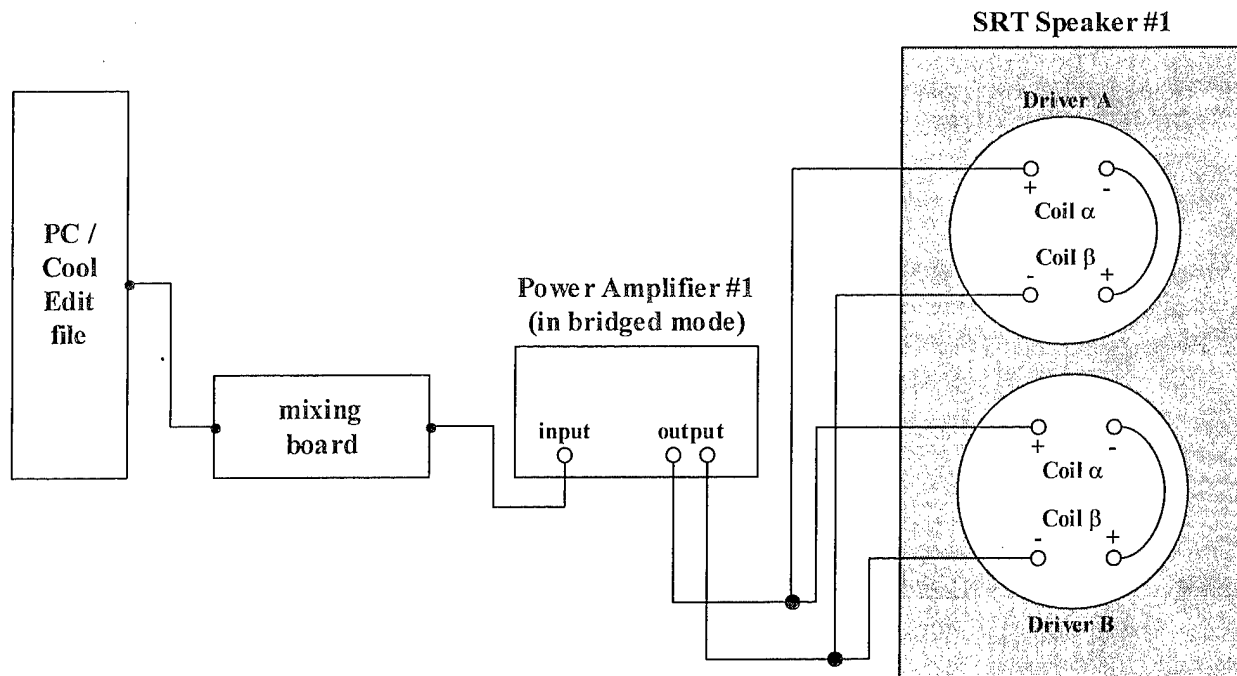 SRT Speaker #1
Driver A
+ -
Coil α
Coil β
- +
PC /
Cool
Edit
file
Power Amplifier #1
(in bridged mode)
input output
mixing
board
+ -
Coil α
Coil β
- +
Driver B